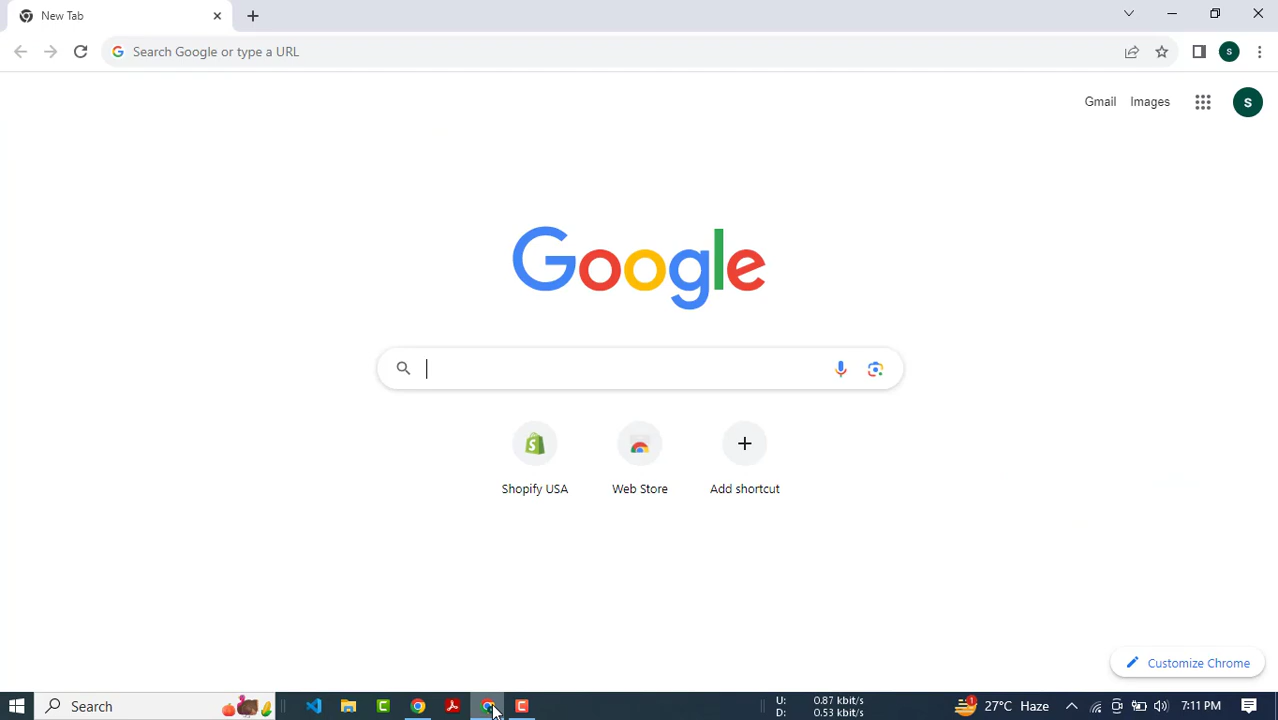 New Tab
Search Google or type a URL
S
Gmail Images
S
Google
Shopify USA Web Store Add shortcut
Customize Chrome
Search
U: 0.87 kbit/s
D: 0.53 kbit/s
1
27°C Haze
7:11 PM